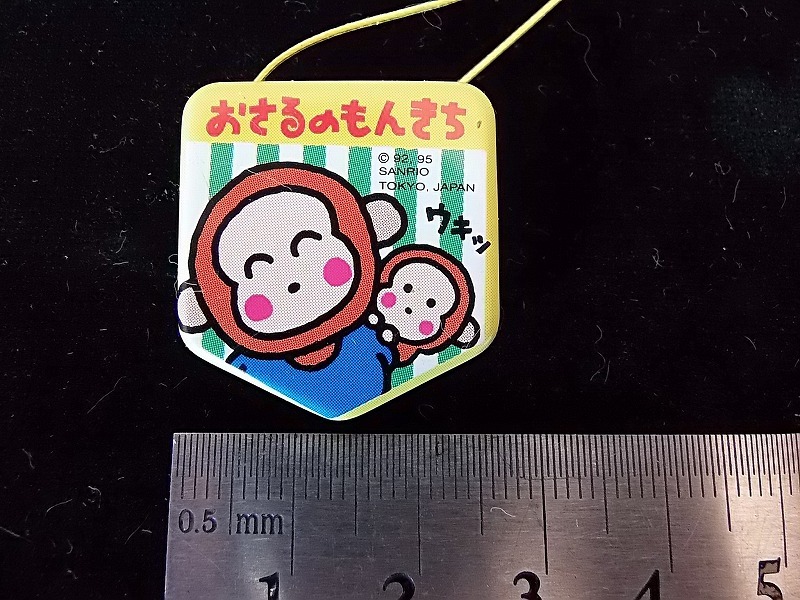 おさるのもんきち
© 92, 95
SANRIO
TOKYO, JAPAN
ウキッ
0.5 mm
1 2 3 4 5